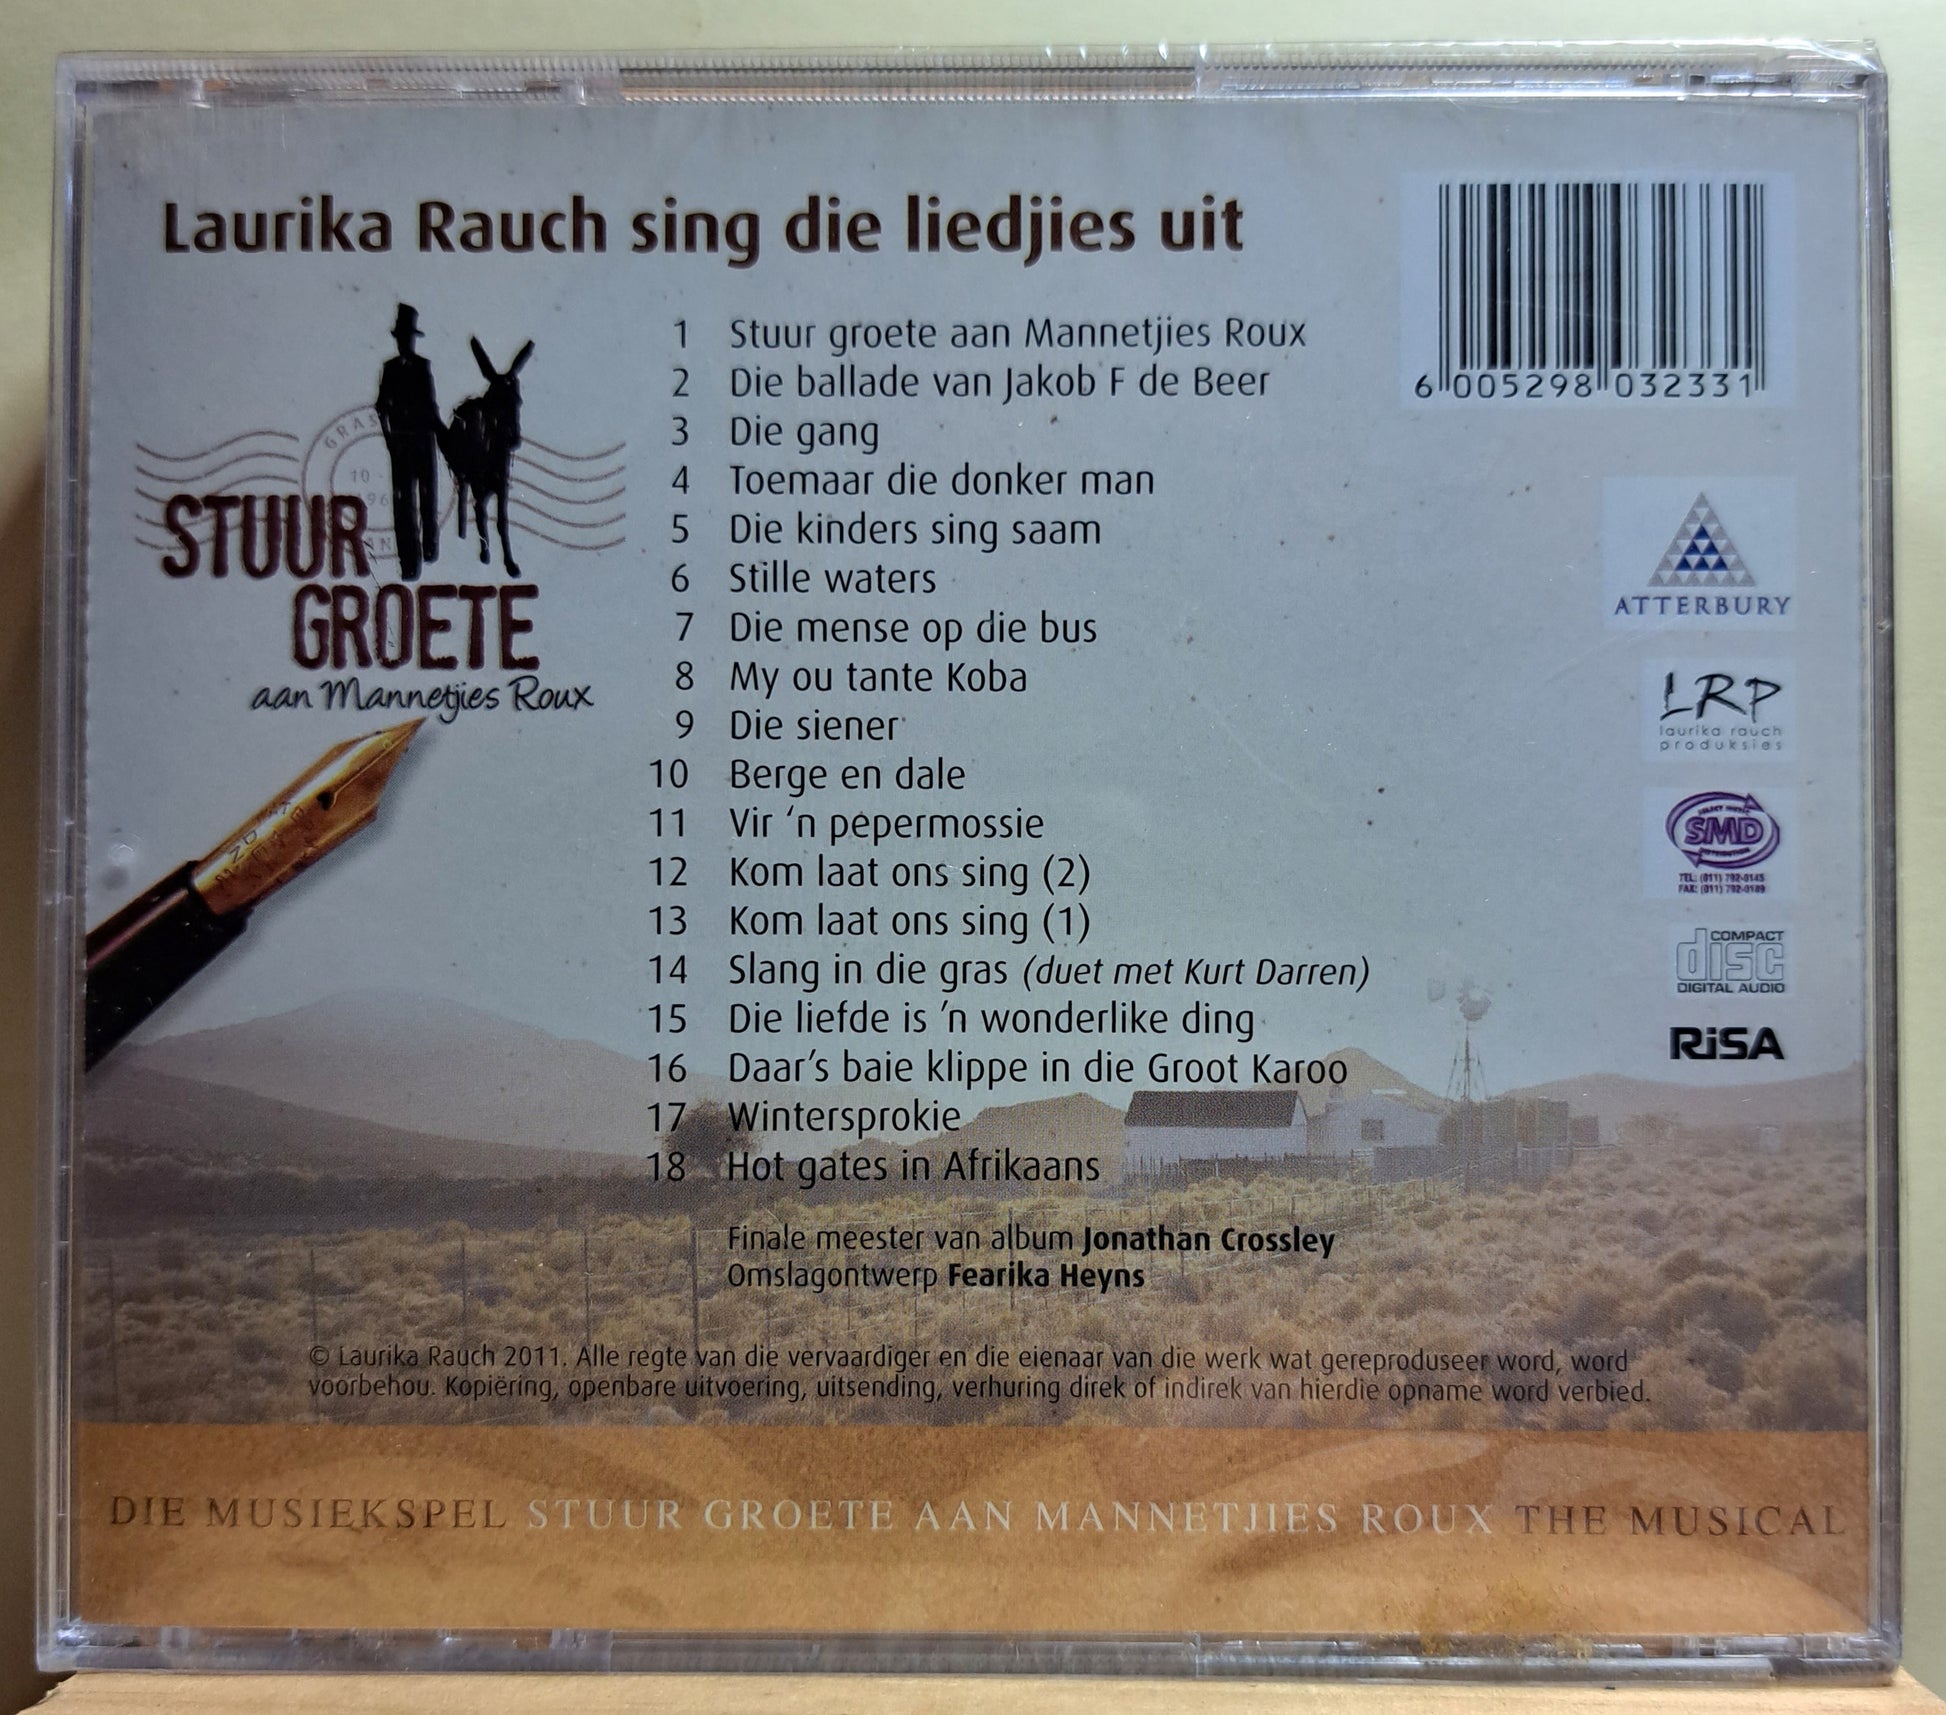 Laurika Rauch sing die liedjies uit
1 Stuur groete aan Mannetjies Roux
2 Die ballade van Jakob F de Beer
3 Die gang
4 Toemaar die donker man
5 Die kinders sing saam
6 Stille waters
7 Die mense op die bus
8 My ou tante Koba
9 Die siener
10 Berge en dale
11 Vir 'n pepermossie
12 Kom laat ons sing (2)
13 Kom laat ons sing (1)
14 Slang in die gras (duet met Kurt Darren)
15 Die liefde is 'n wonderlike ding
16 Daar's baie klippe in die Groot Karoo
17 Wintersprokie
18 Hot gates in Afrikaans
Finale meester van album Jonathan Crossley
Omslagontwerp Fearika Heyns
STUUR
GROETE
aan Mannetjies Roux
6 005298 032331
ATTERBURY
LRP
laurika rauch
produksies
SMD
TEL: (011) 792-0145
FAX: (011) 792-0189
COMPACT
disc
DIGITAL AUDIO
RiSA
© Laurika Rauch 2011. Alle regte van die vervaardiger en die eienaar van die werk wat gereproduseer word, word
voorbehou. Kopiëring, openbare uitvoering, uitsending, verhuring direk of indirek van hierdie opname word verbied.
DIE MUSIEKSPEL STUUR GROETE AAN MANNETJIES ROUX THE MUSICAL